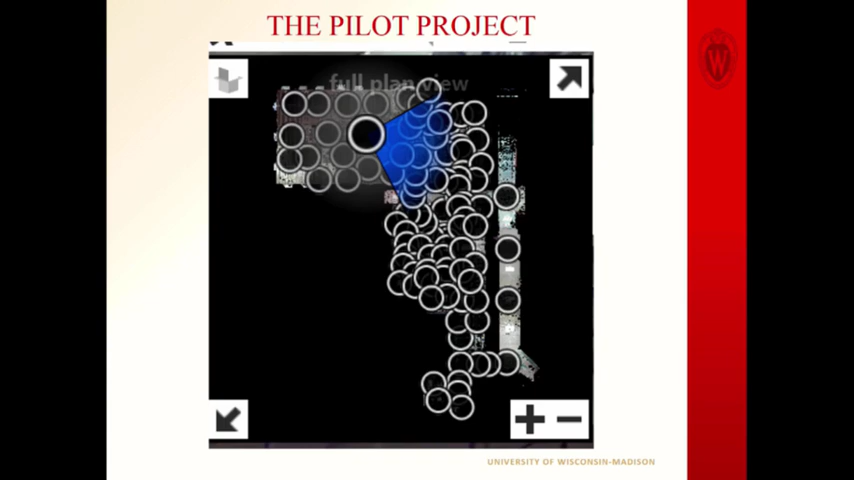 THE PILOT PROJECT
full plan view
W
UNIVERSITY OF WISCONSIN-MADISON